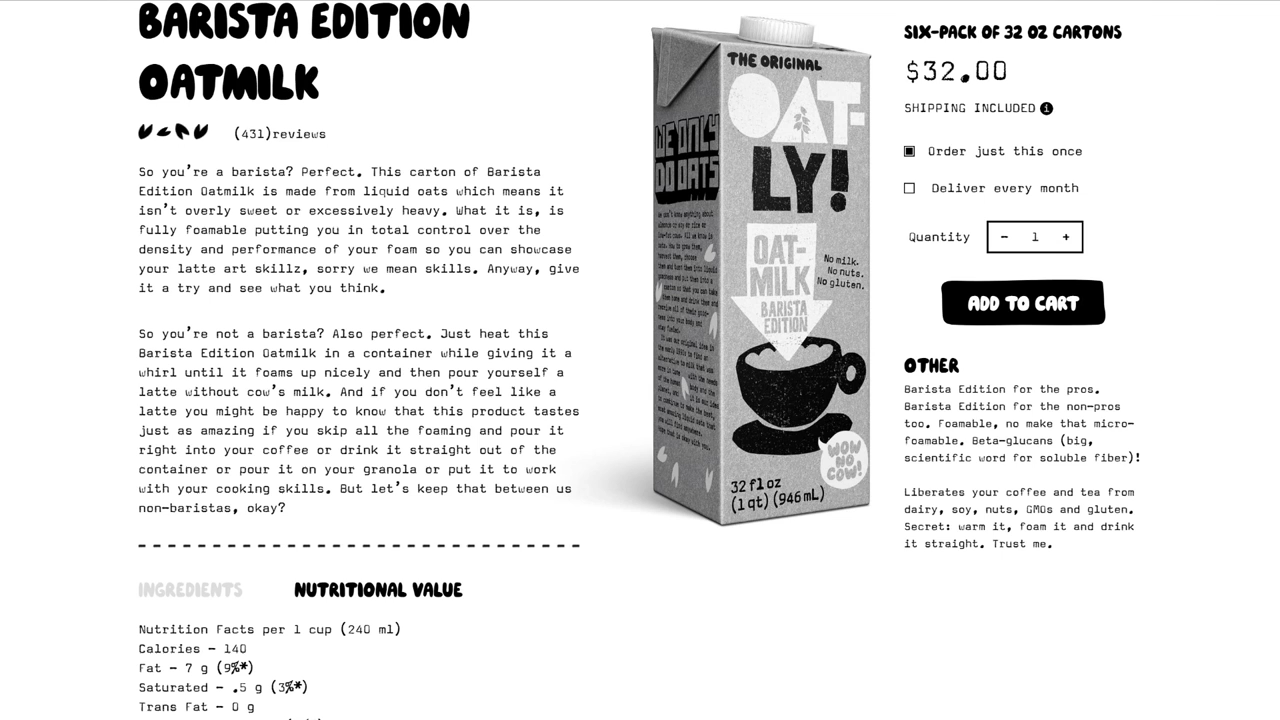 BARISTA EDITION
OATMILK
(431)reviews
So you're a barista? Perfect. This carton of Barista
Edition Oatmilk is made from liquid oats which means it
isn't overly sweet or excessively heavy. What it is, is
fully foamable putting you in total control over the
density and performance of your foam so you can showcase
your latte art skillz, sorry we mean skills. Anyway, give
it a try and see what you think.
So you're not a barista? Also perfect. Just heat this
Barista Edition Oatmilk in a container while giving it a
whirl until it foams up nicely and then pour yourself a
latte without cow's milk. And if you don't feel like a
latte you might be happy to know that this product tastes
just as amazing if you skip all the foaming and pour it
right into your coffee or drink it straight out of the
container or pour it on your granola or put it to work
with your cooking skills. But let's keep that between us
non-baristas, okay?
INGREDIENTS
NUTRITIONAL VALUE
Nutrition Facts per 1 cup (240 ml)
Calories – 140
Fat – 7 g (9%*)
Saturated – .5 g (3%*)
Trans Fat – 0 g
WE ONLY
DO OATS
THE ORIGINAL
OAT-
LY!
OAT-
MILK
BARISTA
EDITION
No milk.
No nuts.
No gluten.
WOW
NO
COW!
32 fl oz
(1 qt) (946 mL)
SIX-PACK OF 32 OZ CARTONS
$32.00
SHIPPING INCLUDED i
Order just this once
Deliver every month
Quantity – 1 +
ADD TO CART
OTHER
Barista Edition for the pros.
Barista Edition for the non-pros
too. Foamable, no make that micro-
foamable. Beta-glucans (big,
scientific word for soluble fiber)!
Liberates your coffee and tea from
dairy, soy, nuts, GMOs and gluten.
Secret: warm it, foam it and drink
it straight. Trust me.